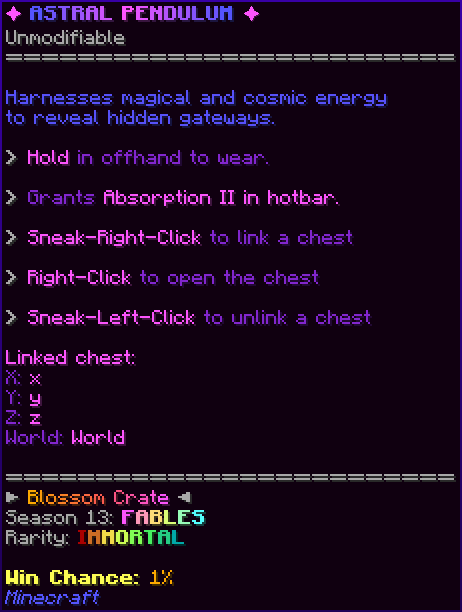 ✦ ASTRAL PENDULUM ✦
Unmodifiable
================================
Harnesses magical and cosmic energy
to reveal hidden gateways.
> Hold in offhand to wear.
> Grants Absorption II in hotbar.
> Sneak-Right-Click to link a chest
> Right-Click to open the chest
> Sneak-Left-Click to unlink a chest
Linked chest:
X: x
Y: y
Z: z
World: World
================================
► Blossom Crate ◄
Season 13: FABLES
Rarity: IMMORTAL
Win Chance: 1%
Minecraft